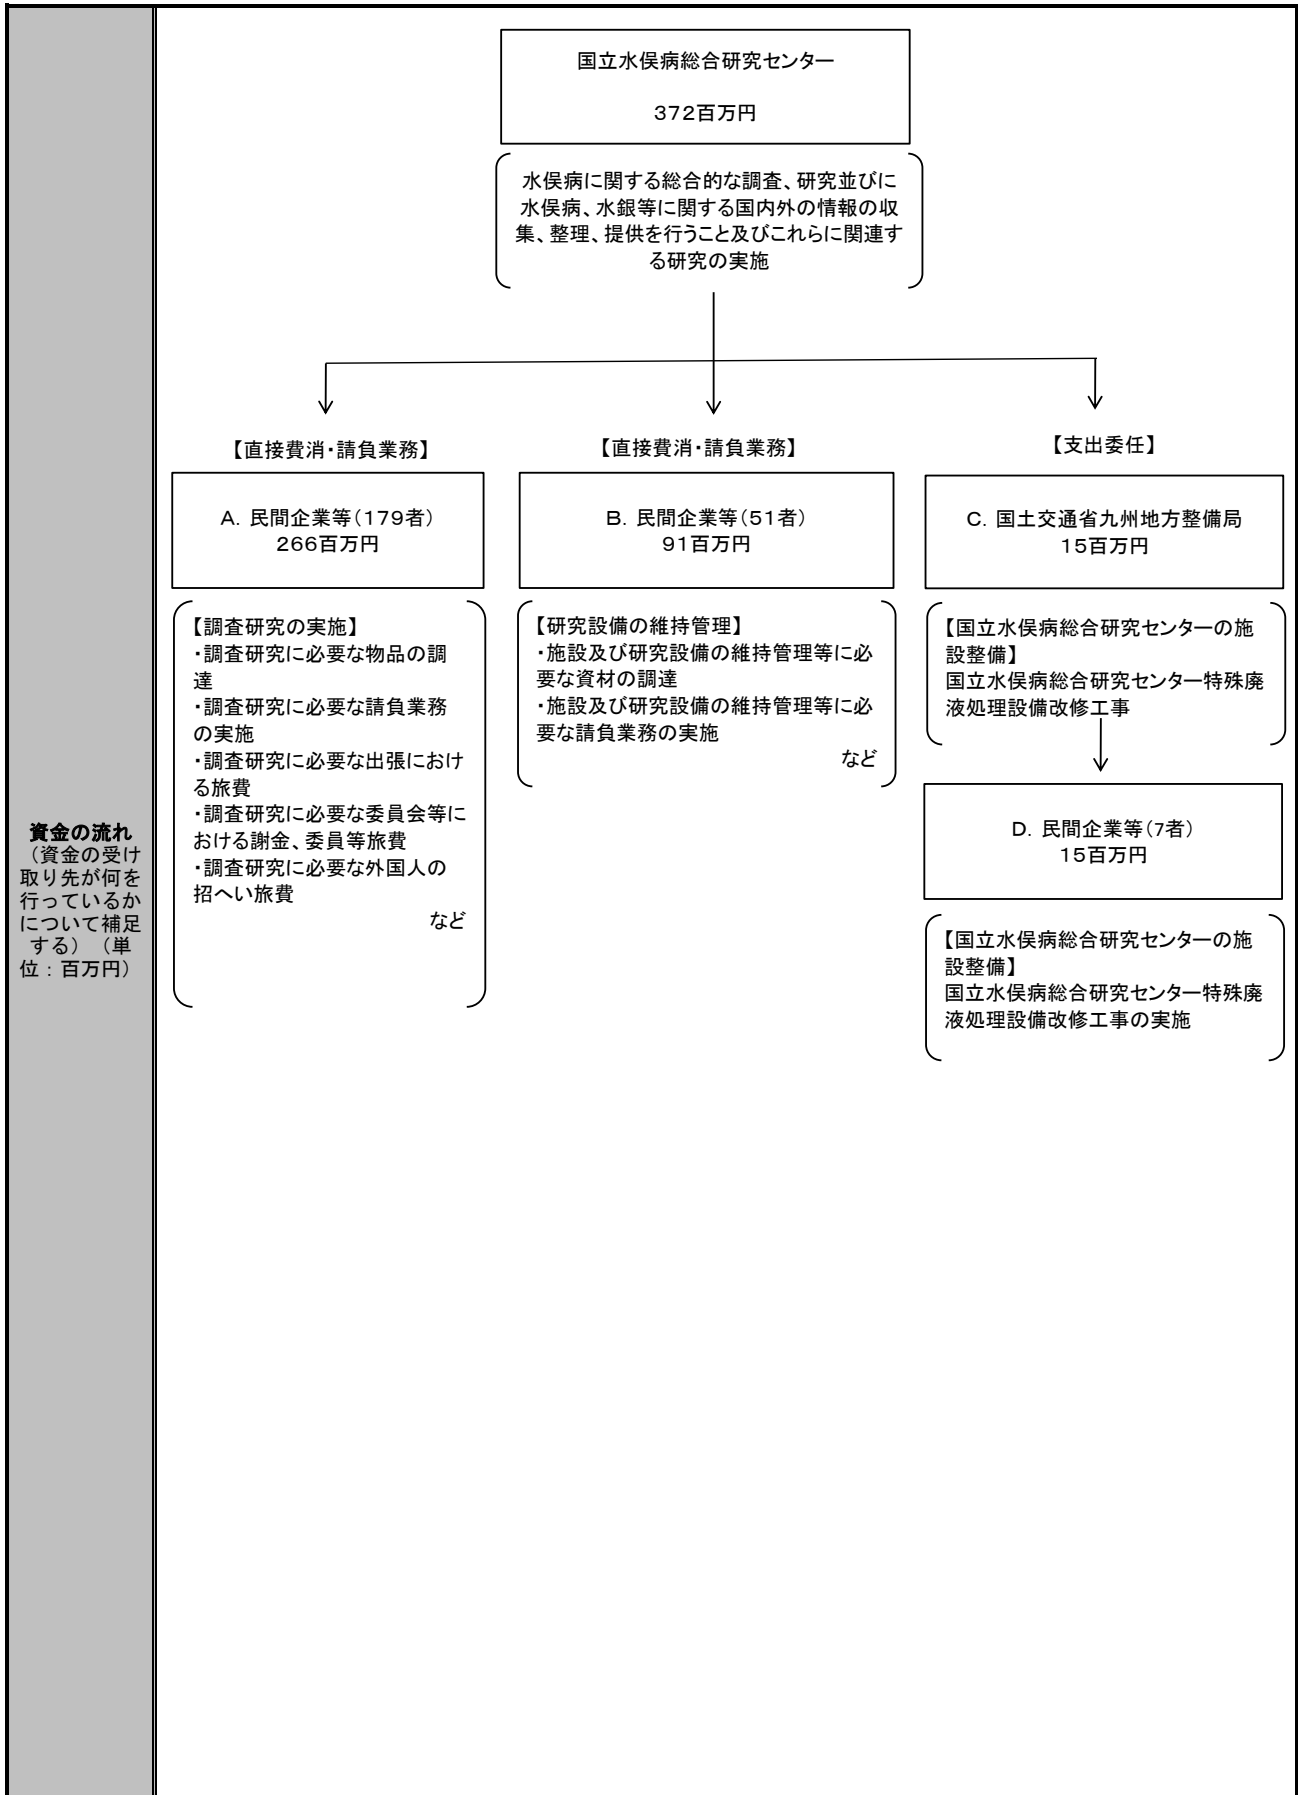 資金の流れ
（資金の受け
取り先が何を
行っているか
について補足
する）（単
位：百万円）
国立水俣病総合研究センター
３７２百万円
水俣病に関する総合的な調査、研究並びに
水俣病、水銀等に関する国内外の情報の収
集、整理、提供を行うこと及びこれらに関連す
る研究の実施
【直接費消・請負業務】
A．民間企業等（１７９者）
２６６百万円
【調査研究の実施】
・調査研究に必要な物品の調
達
・調査研究に必要な請負業務
の実施
・調査研究に必要な出張におけ
る旅費
・調査研究に必要な委員会等に
おける謝金、委員等旅費
・調査研究に必要な外国人の
招へい旅費
など
【直接費消・請負業務】
B．民間企業等（５１者）
９１百万円
【研究設備の維持管理】
・施設及び研究設備の維持管理等に必
要な資材の調達
・施設及び研究設備の維持管理等に必
要な請負業務の実施
など
【支出委任】
C．国土交通省九州地方整備局
１５百万円
【国立水俣病総合研究センターの施
設整備】
国立水俣病総合研究センター特殊廃
液処理設備改修工事
D．民間企業等（7者）
１５百万円
【国立水俣病総合研究センターの施
設整備】
国立水俣病総合研究センター特殊廃
液処理設備改修工事の実施